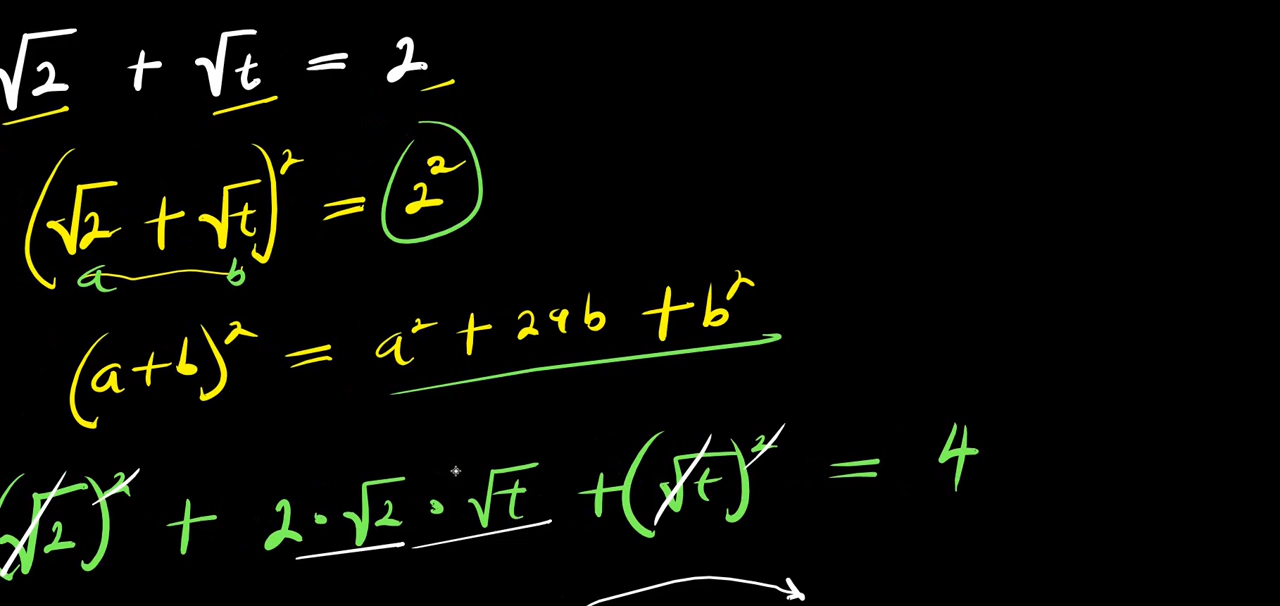 √2 + √t = 2
(√2 + √t)² = 2²
a b
(a+b)² = a² + 2ab + b²
(√2)² + 2·√2·√t + (√t)² = 4